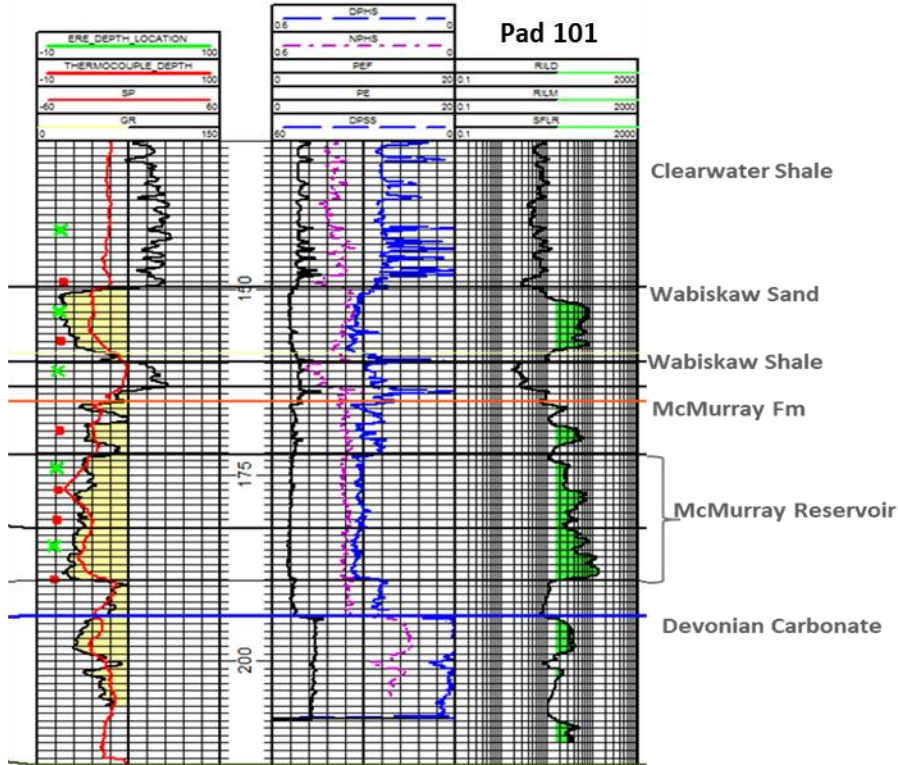 Pad 101
ERE_DEPTH_LOCATION
-10 100
THERMOCOUPLE_DEPTH
-10 100
SP
-60 60
GR
0 150
DPHS
0.6 0
NPHS
0.6 0
PEF
0 20
PE
0 20
DPSS
60 0
RILD
0.1 2000
RILM
0.1 2000
SFLR
2000
Clearwater Shale
150
Wabiskaw Sand
Wabiskaw Shale
McMurray Fm
175
McMurray Reservoir
Devonian Carbonate
200